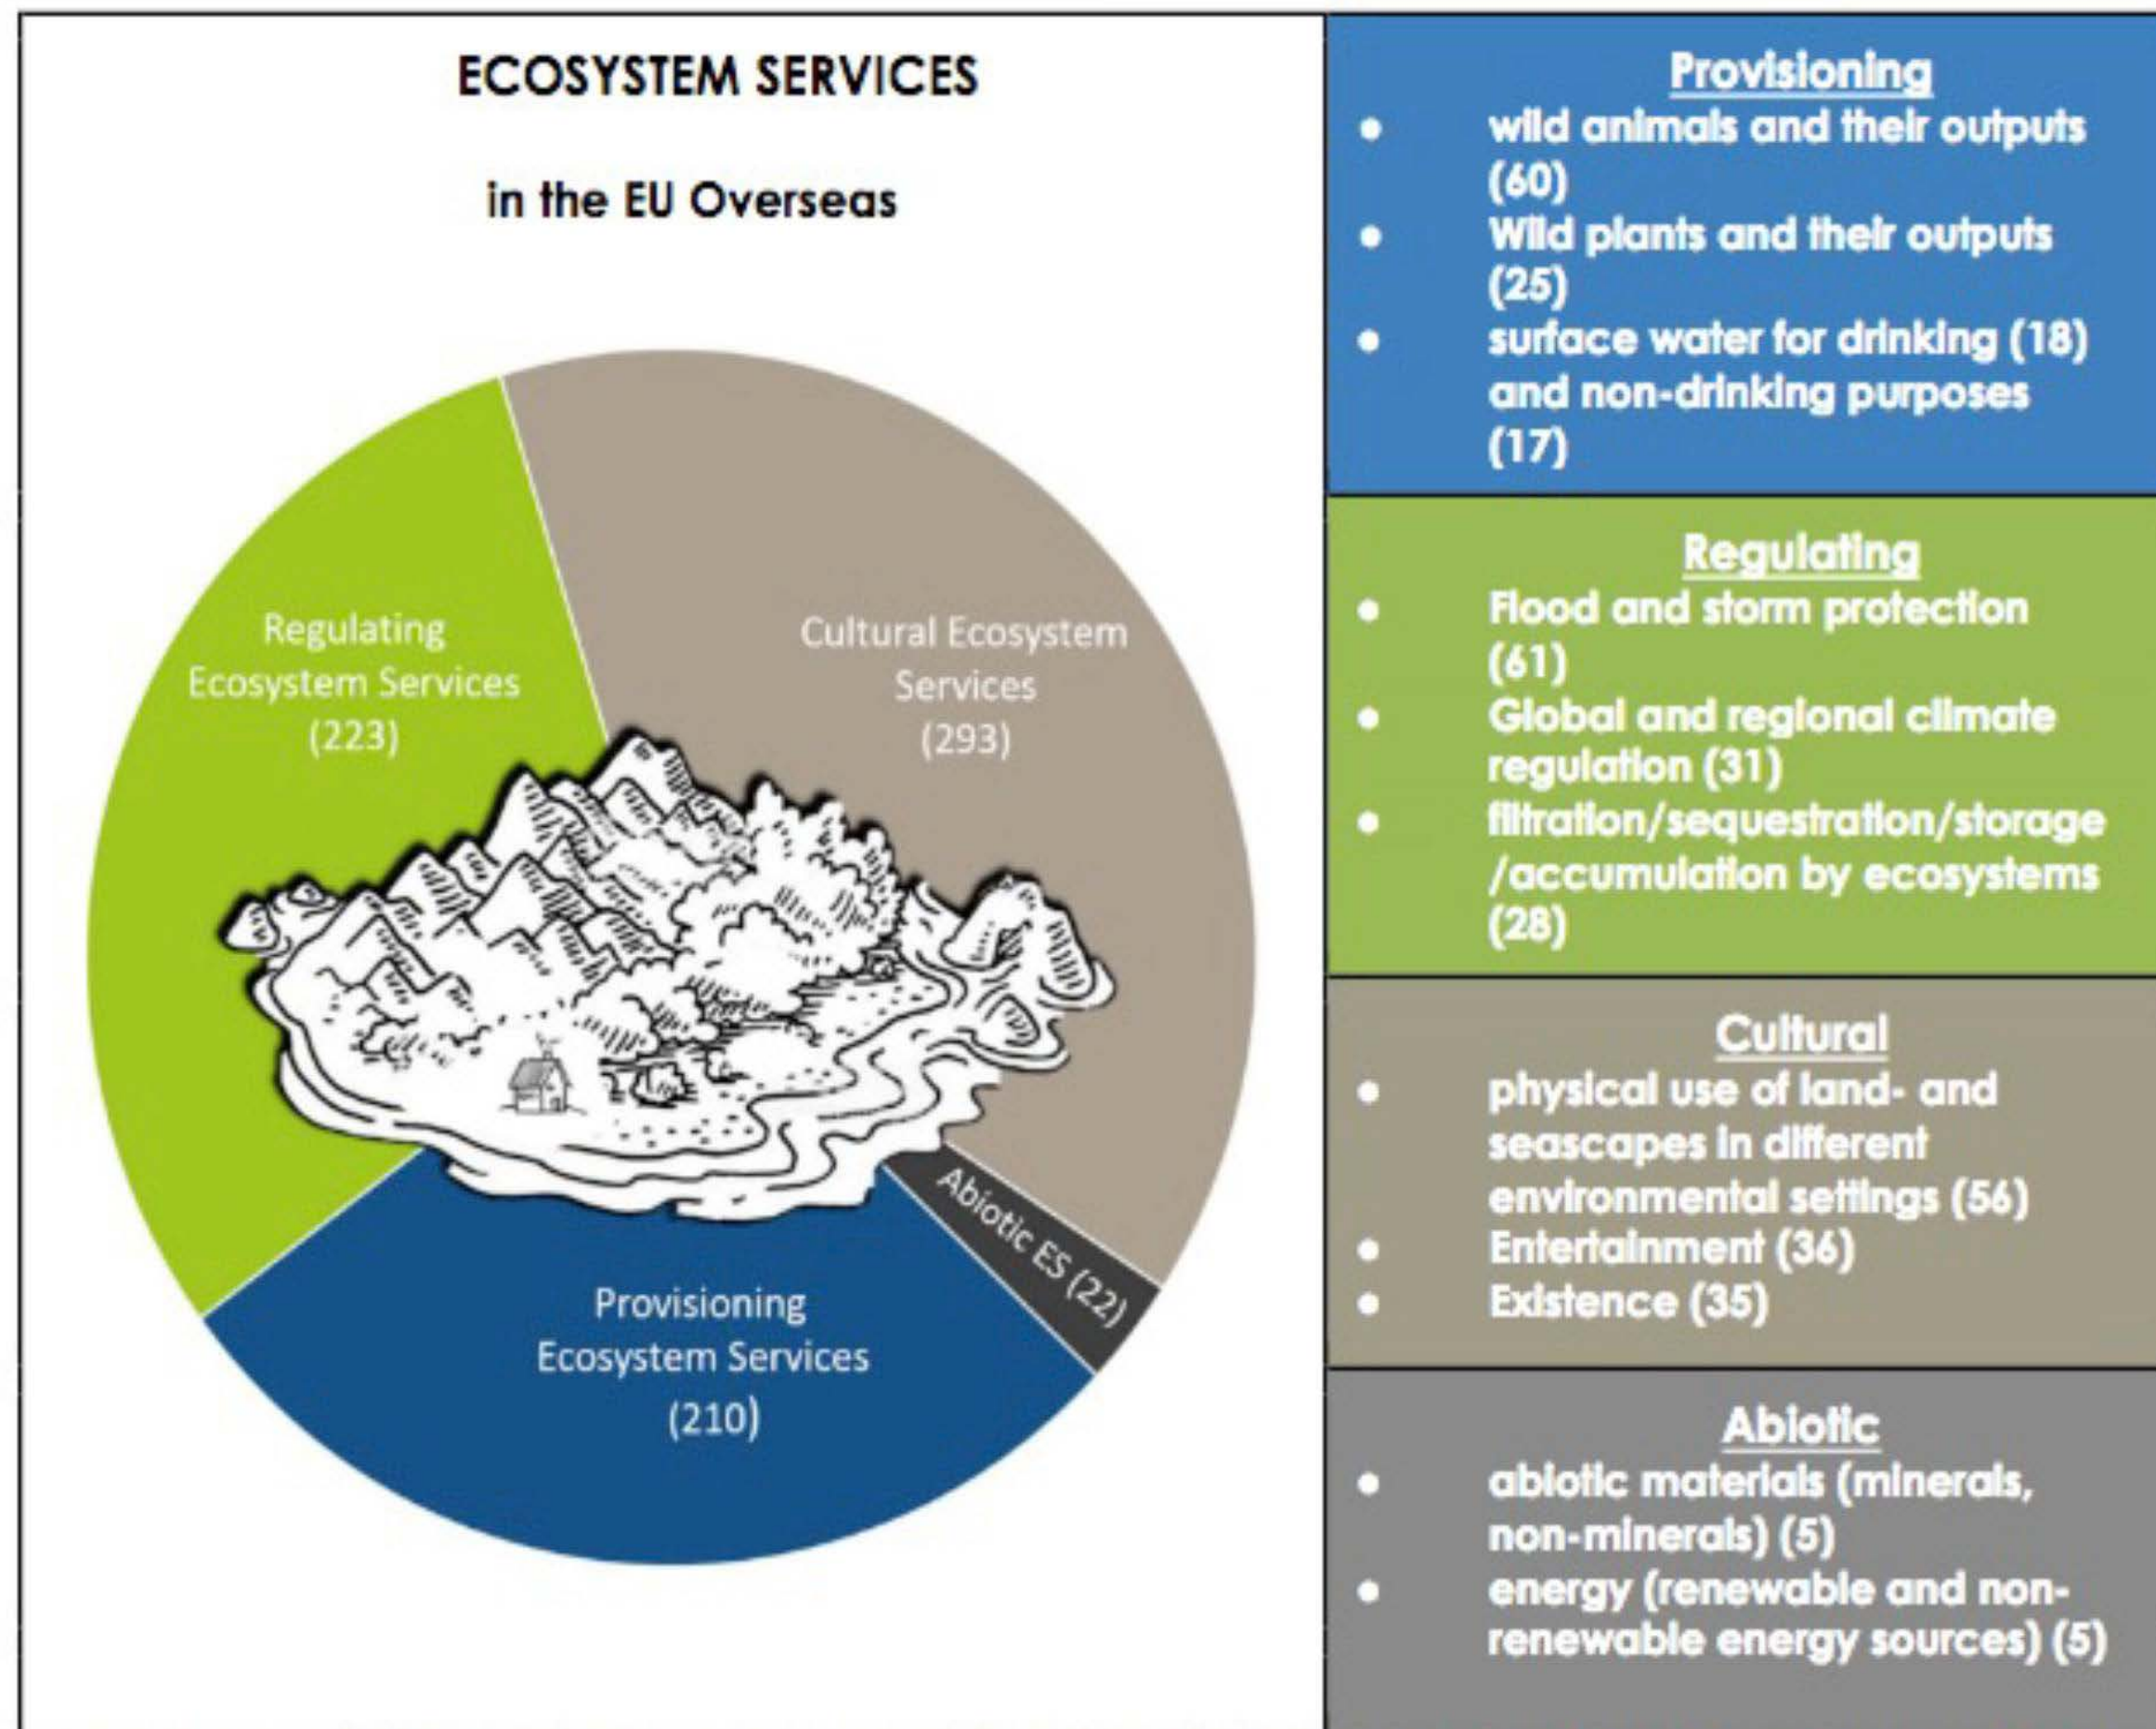 ECOSYSTEM SERVICES
in the EU Overseas
Regulating
Ecosystem Services
(223)
Cultural Ecosystem
Services
(293)
Abiotic ES (22)
Provisioning
Ecosystem Services
(210)
Provisioning
• wild animals and their outputs
(60)
• Wild plants and their outputs
(25)
• surface water for drinking (18)
and non-drinking purposes
(17)
Regulating
• Flood and storm protection
(61)
• Global and regional climate
regulation (31)
• filtration/sequestration/storage
/accumulation by ecosystems
(28)
Cultural
• physical use of land- and
seascapes in different
environmental settings (56)
• Entertainment (36)
• Existence (35)
Abiotic
• abiotic materials (minerals,
non-minerals) (5)
• energy (renewable and non-
renewable energy sources) (5)